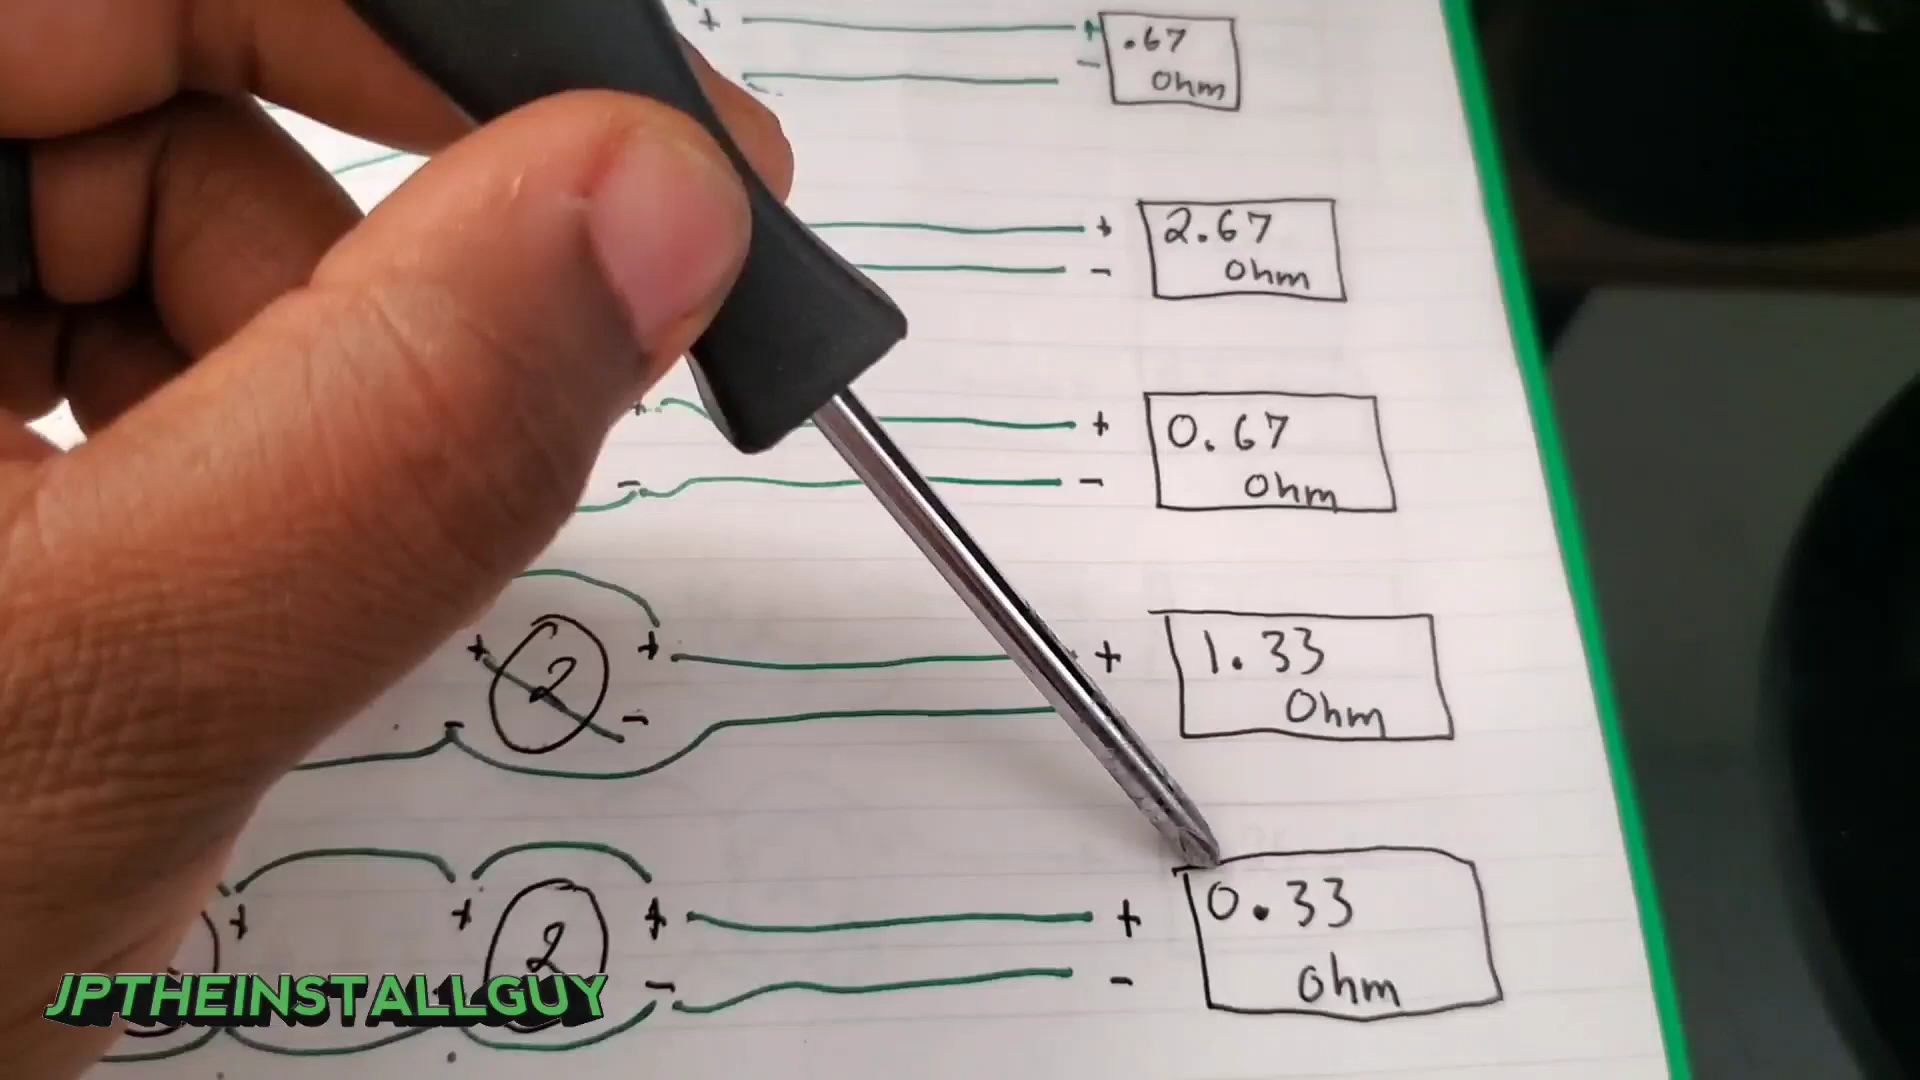 + + .67
- Ohm
+ 2.67
- Ohm
+ + 0.67
- - Ohm
+ 2 + + 1.33
- - Ohm
+ + 2 + + 0.33
- - Ohm
JPTHEINSTALLGUY